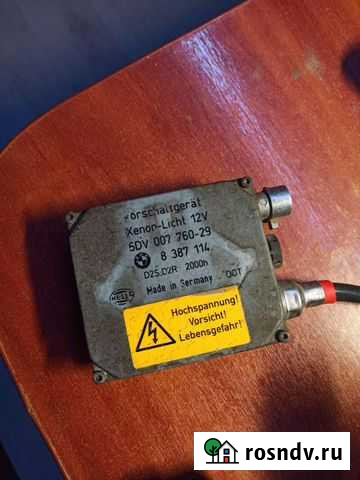 Vorschaltgerät
Xenon-Licht 12V
5DV 007 760-29
8 387 114
D2S,D2R 2000h
Made in Germany
DOT
HELLA
Hochspannung!
Vorsicht!
Lebensgefahr!
rosndv.ru